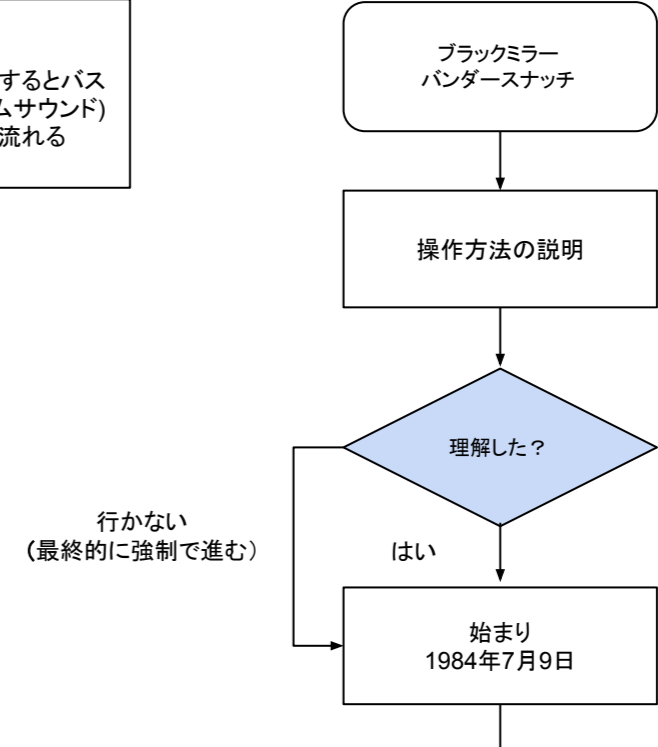 するとバス
ムサウンド)
流れる
ブラックミラー
バンダースナッチ
操作方法の説明
理解した？
行かない
（最終的に強制で進む）
はい
始まり
1984年7月9日